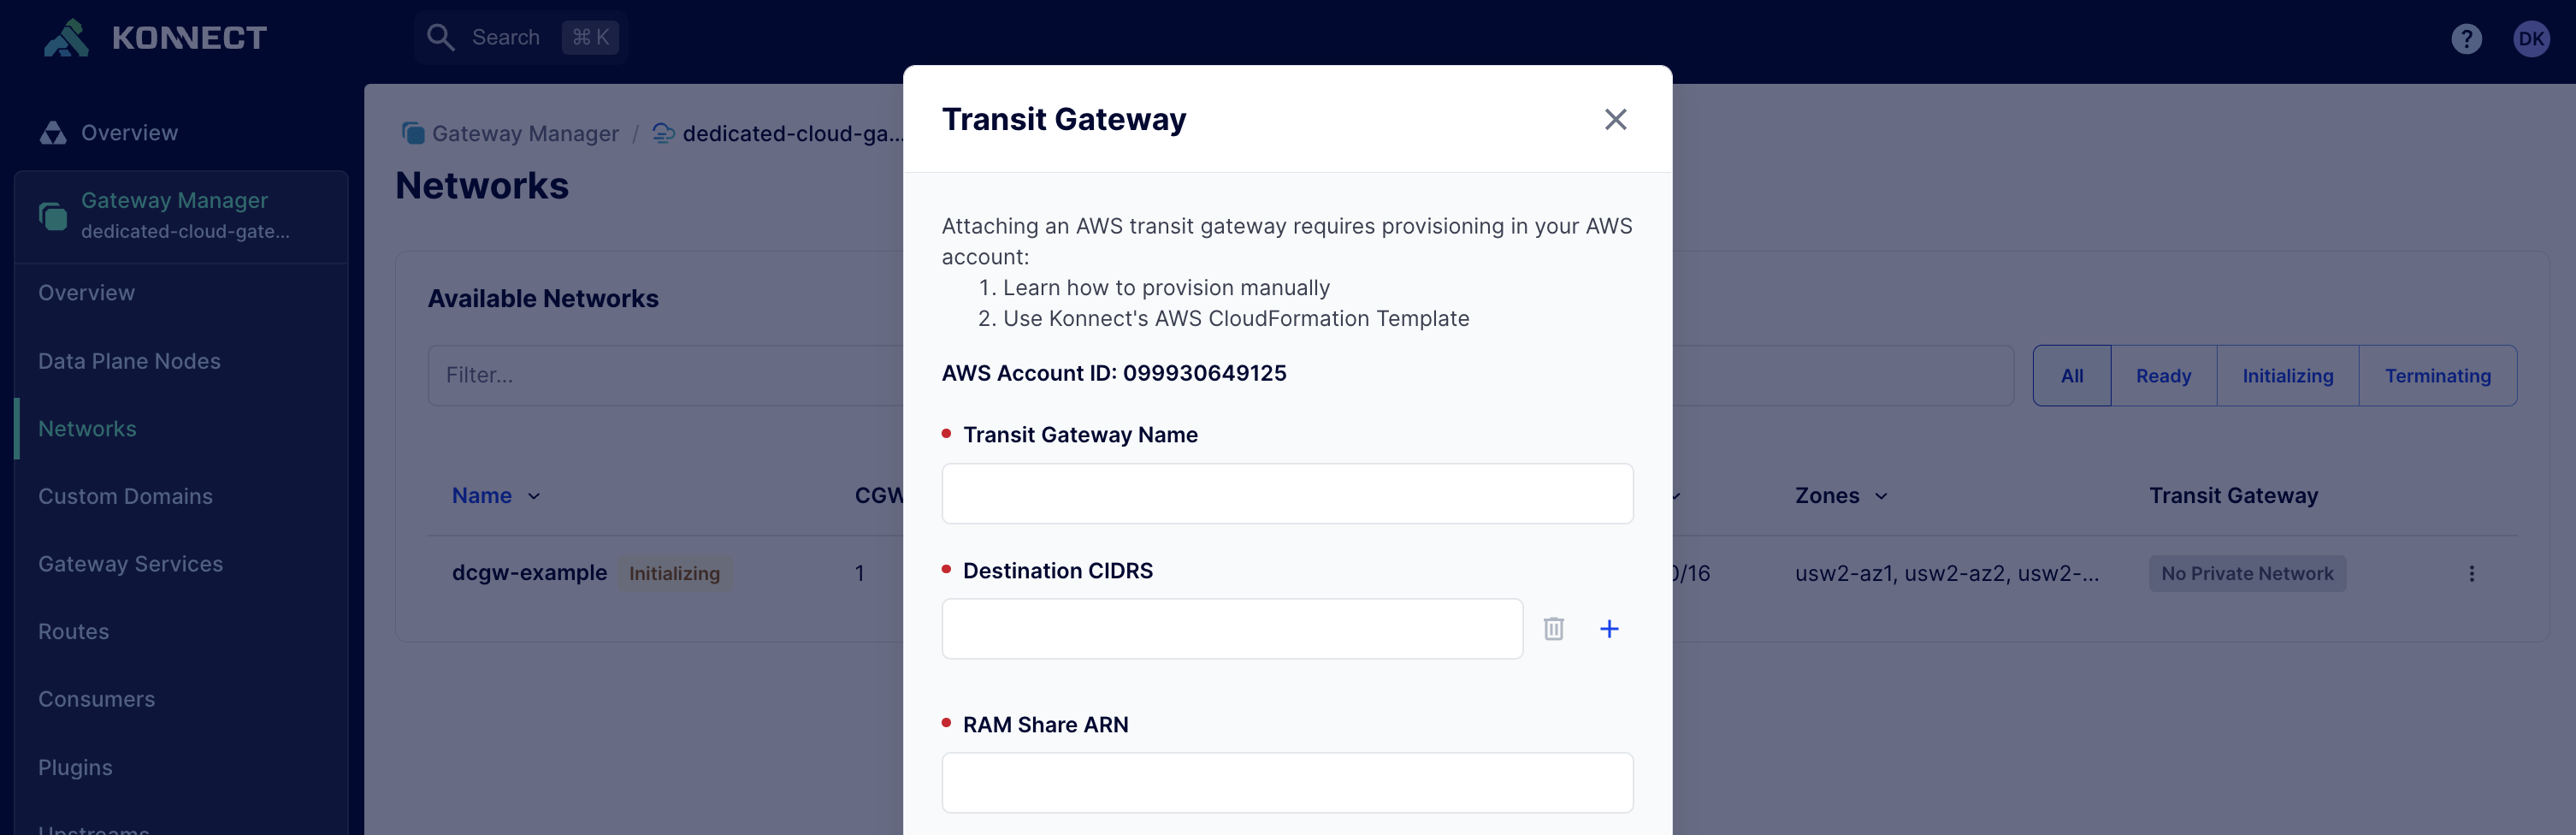 KONNECT
Search ⌘ K
?
DK
Overview
Gateway Manager
dedicated-cloud-gate...
Overview
Data Plane Nodes
Networks
Custom Domains
Gateway Services
Routes
Consumers
Plugins
Upstreams
Gateway Manager / dedicated-cloud-ga...
Networks
Available Networks
Filter...
All Ready Initializing Terminating
Name CGW Zones Transit Gateway
dcgw-example Initializing 1 0/16 usw2-az1, usw2-az2, usw2-... No Private Network
Transit Gateway
Attaching an AWS transit gateway requires provisioning in your AWS
account:
1. Learn how to provision manually
2. Use Konnect's AWS CloudFormation Template
AWS Account ID: 099930649125
Transit Gateway Name
Destination CIDRS
RAM Share ARN